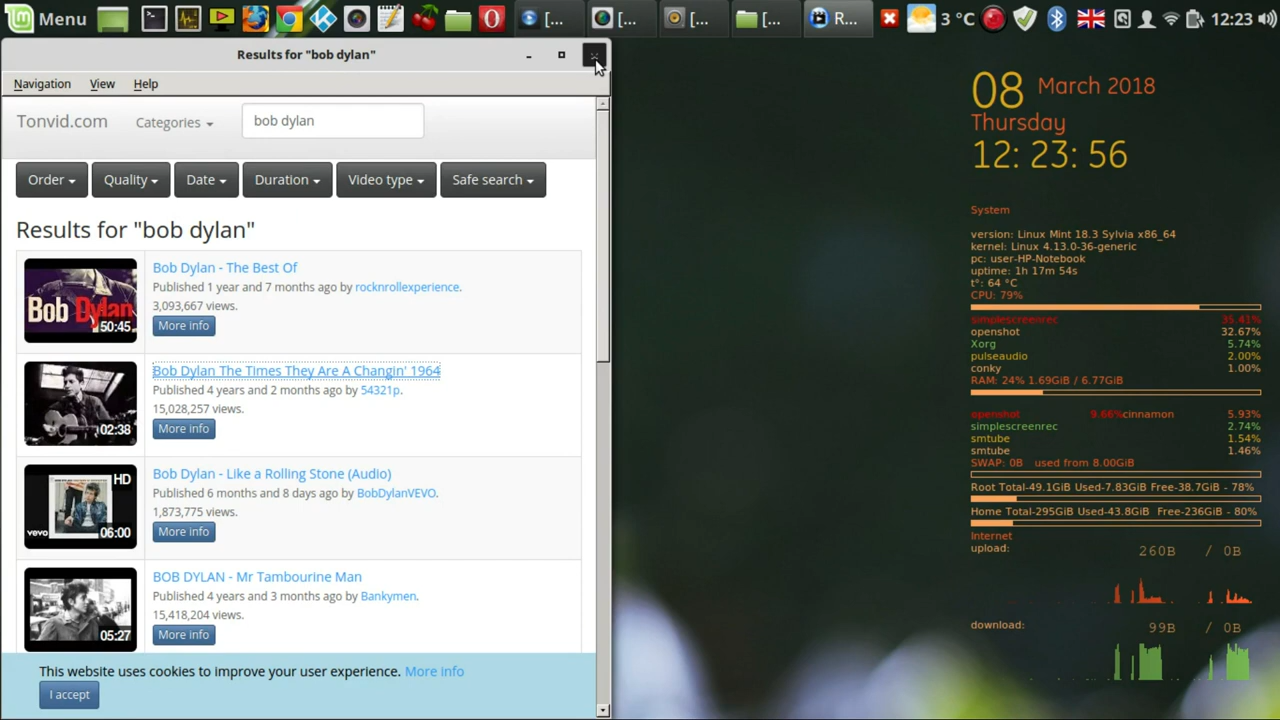 Menu
[...
[...
[...
[...
R...
3 °C
12:23
Results for "bob dylan"
Navigation View Help
Tonvid.com Categories bob dylan
Order Quality Date Duration Video type Safe search
Results for "bob dylan"
Bob Dylan 50:45
Bob Dylan - The Best Of
Published 1 year and 7 months ago by rocknrollexperience.
3,093,667 views.
More info
02:38
Bob Dylan The Times They Are A Changin' 1964
Published 4 years and 2 months ago by 54321p.
15,028,257 views.
More info
HD
vevo 06:00
Bob Dylan - Like a Rolling Stone (Audio)
Published 6 months and 8 days ago by BobDylanVEVO.
1,873,775 views.
More info
05:27
BOB DYLAN - Mr Tambourine Man
Published 4 years and 3 months ago by Bankymen.
15,418,204 views.
More info
This website uses cookies to improve your user experience. More info
I accept
08 March 2018
Thursday
12: 23: 56
System
version: Linux Mint 18.3 Sylvia x86_64
kernel: Linux 4.13.0-36-generic
pc: user-HP-Notebook
uptime: 1h 17m 54s
t°: 64 °C
CPU: 79%
simplescreenrec 35.41%
openshot 32.67%
Xorg 5.74%
pulseaudio 2.00%
conky 1.00%
RAM: 24% 1.69GiB / 6.77GiB
openshot 9.66%cinnamon 5.93%
simplescreenrec 2.74%
smtube 1.54%
smtube 1.46%
SWAP: 0B used from 8.00GiB
Root Total-49.1GiB Used-7.83GiB Free-38.7GiB - 78%
Home Total-295GiB Used-43.8GiB Free-236GiB - 80%
Internet
upload: 260B / 0B
download: 99B / 0B